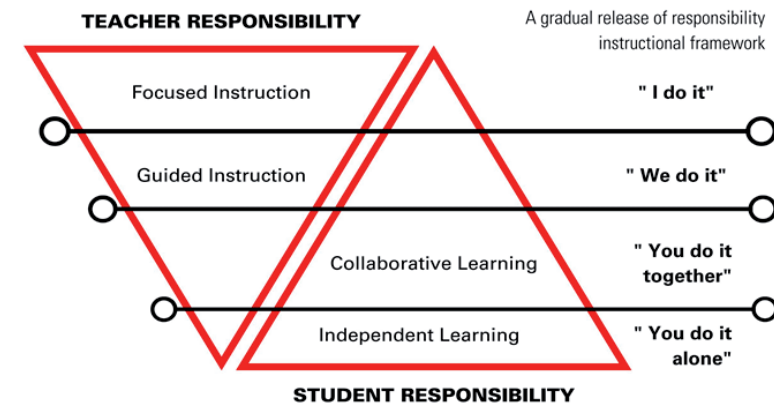 TEACHER RESPONSIBILITY
A gradual release of responsibility
instructional framework
Focused Instruction
" I do it"
Guided Instruction
" We do it"
Collaborative Learning
" You do it
together"
Independent Learning
" You do it
alone"
STUDENT RESPONSIBILITY